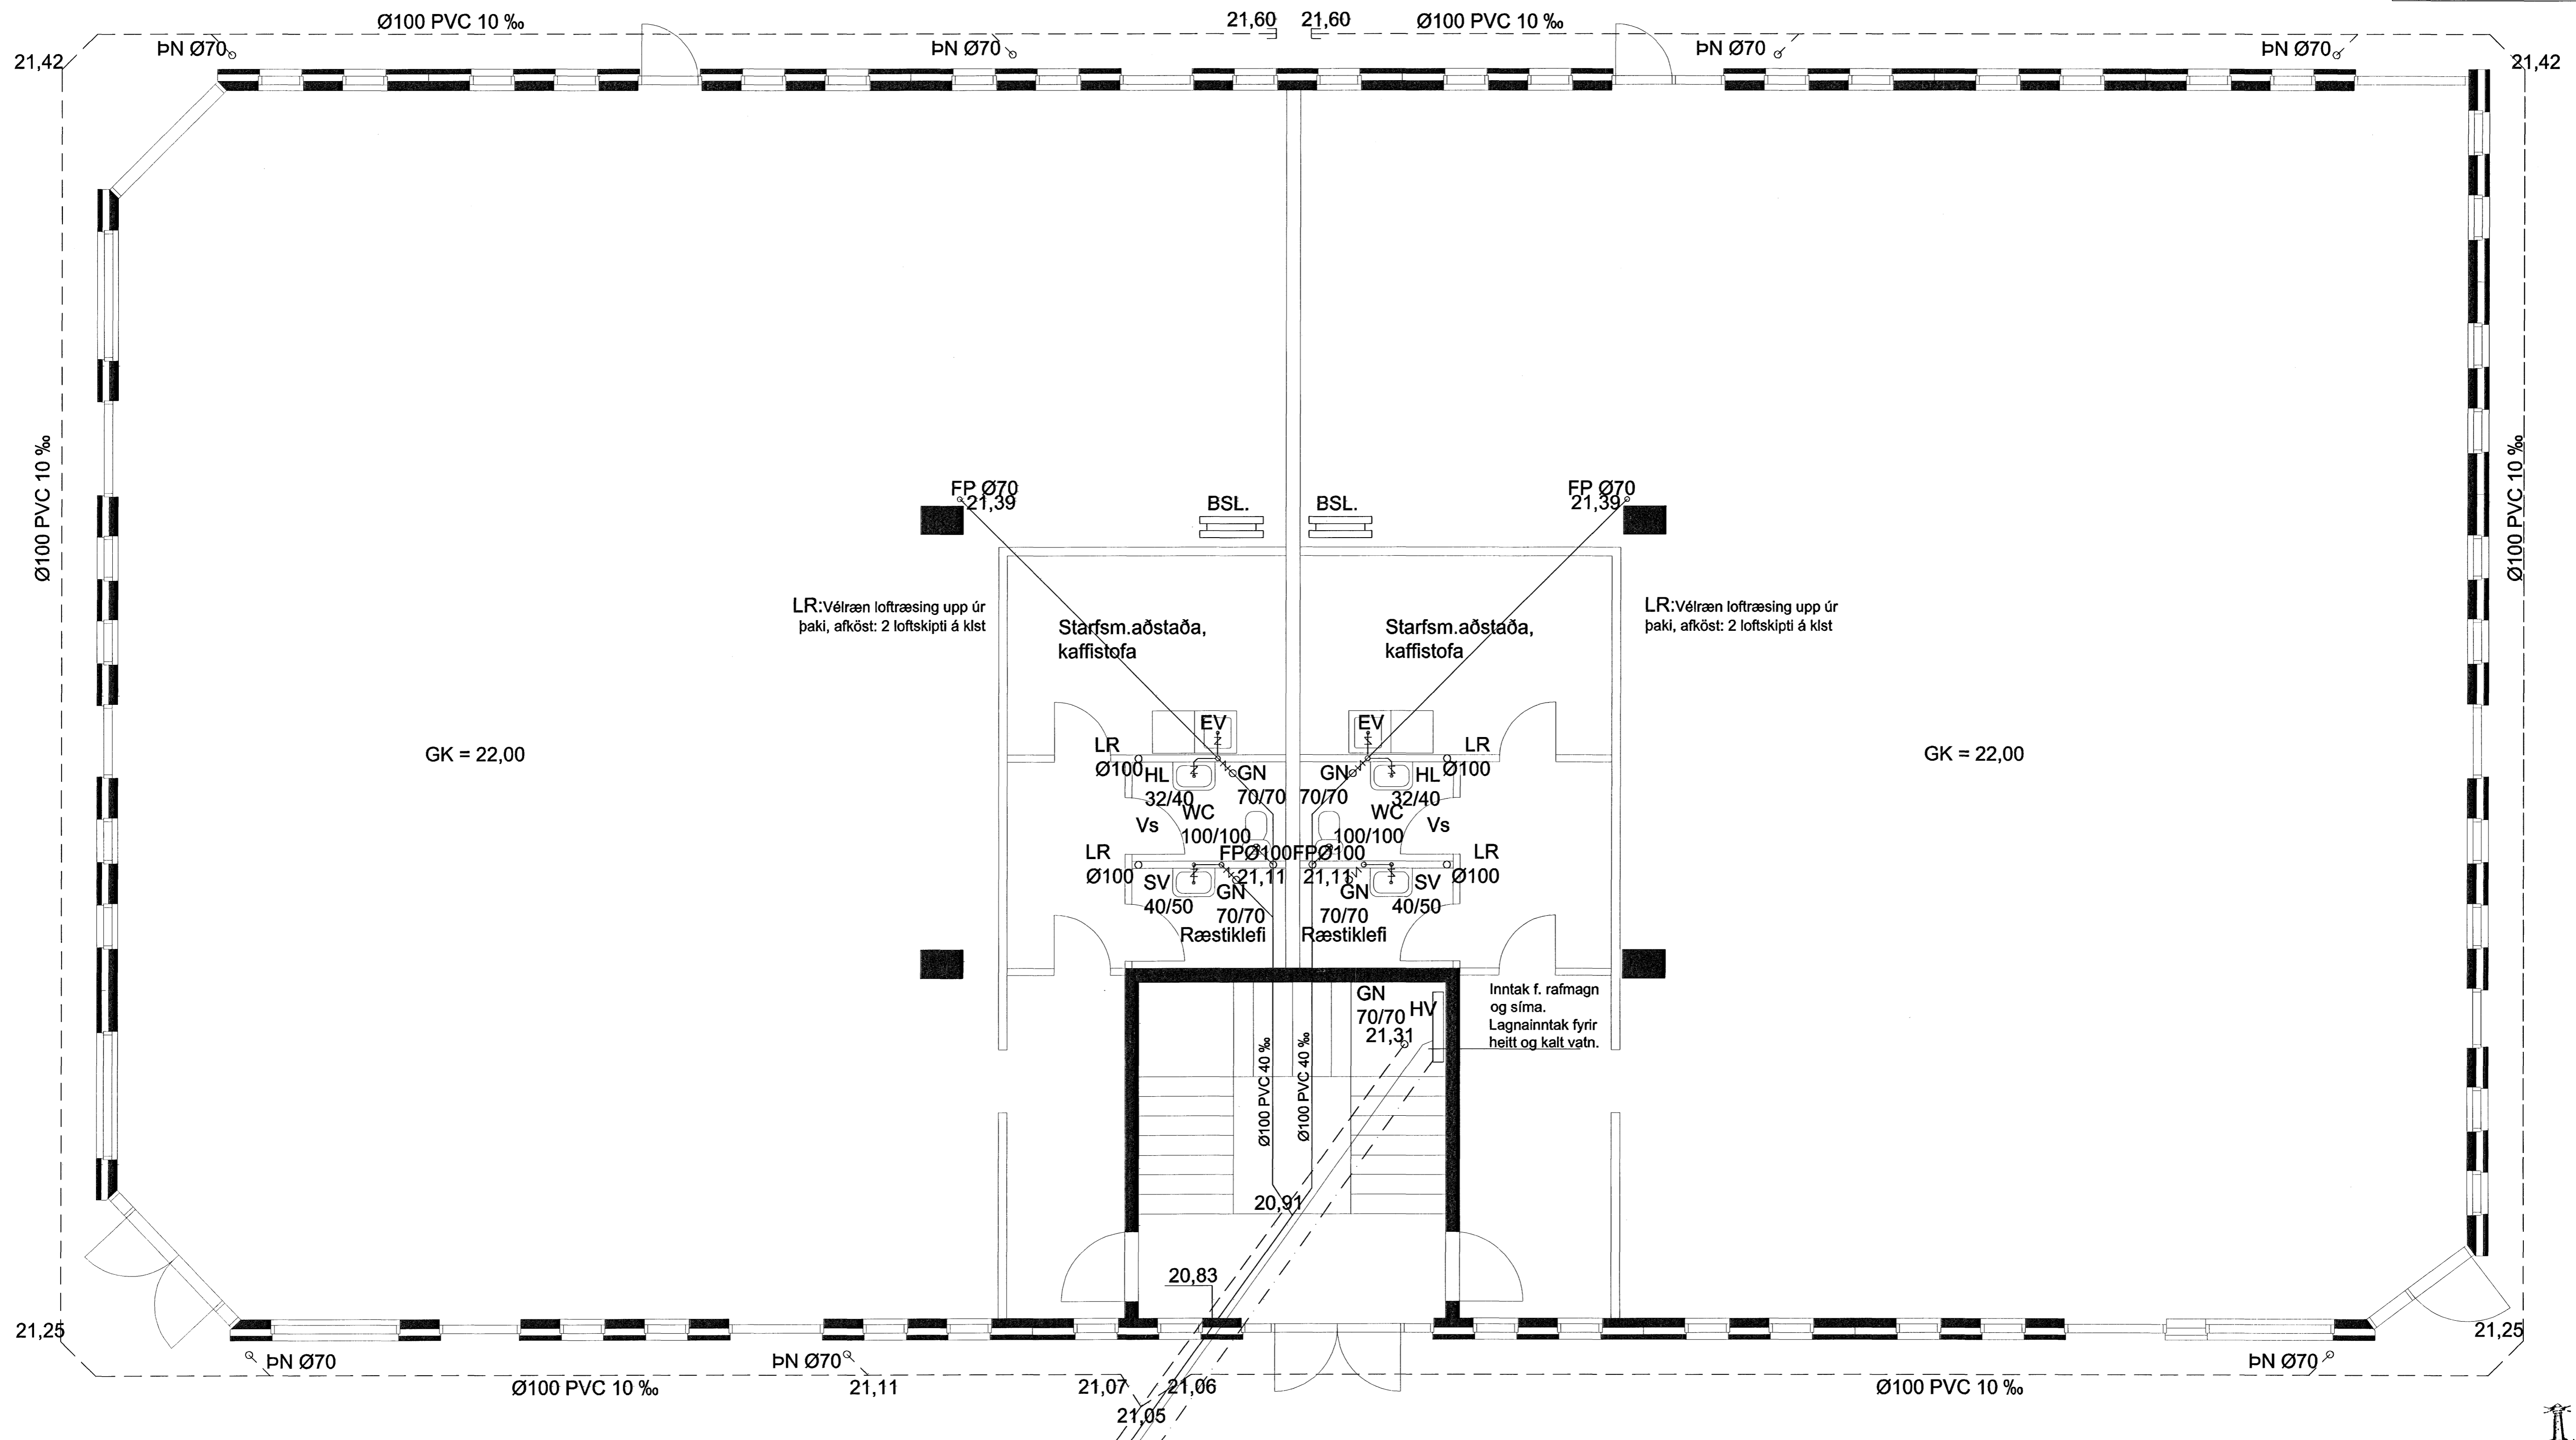 Ø100 PVC 10 ‰
21,60
21,60
Ø100 PVC 10 ‰
ÞN Ø70
ÞN Ø70
ÞN Ø70
ÞN Ø70
21,42
21,42
Ø100 PVC 10 ‰
Ø100 PVC 10 ‰
FP Ø70
21,39
BSL.
BSL.
FP Ø70
21,39
LR:Vélræn loftræsing upp úr
þaki, afköst: 2 loftskipti á klst
Starfsm.aðstaða,
kaffistofa
Starfsm.aðstaða,
kaffistofa
LR:Vélræn loftræsing upp úr
þaki, afköst: 2 loftskipti á klst
GK = 22,00
GK = 22,00
EV
EV
LR
Ø100
LR
Ø100
HL
32/40
GN
70/70
GN
70/70
HL
32/40
WC
100/100
WC
100/100
Vs
Vs
LR
Ø100
FPØ100
21,11
FPØ100
21,11
LR
Ø100
SV
40/50
GN
70/70
GN
70/70
SV
40/50
Ræstiklefi
Ræstiklefi
GN
70/70
21,31
HV
Inntak f. rafmagn
og síma.
Lagnainntak fyrir
heitt og kalt vatn.
Ø100 PVC 40 ‰
Ø100 PVC 40 ‰
20,91
20,83
21,25
21,25
ÞN Ø70
ÞN Ø70
ÞN Ø70
Ø100 PVC 10 ‰
21,11
21,07
21,06
Ø100 PVC 10 ‰
21,05